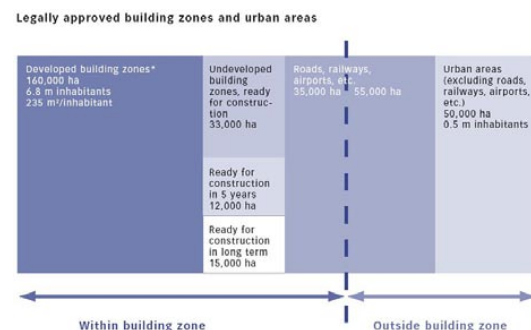 Legally approved building zones and urban areas
Developed building zones*
160,000 ha
6.8 m inhabitants
235 m²/inhabitant
Undeveloped
building
zones, ready
for construc-
tion
33,000 ha
Ready for
construction
in 5 years
12,000 ha
Ready for
construction
in long term
15,000 ha
Roads, railways,
airports, etc.
35,000 ha 55,000 ha
Urban areas
(excluding roads,
railways, airports,
etc.)
50,000 ha
0.5 m inhabitants
Within building zone
Outside building zone